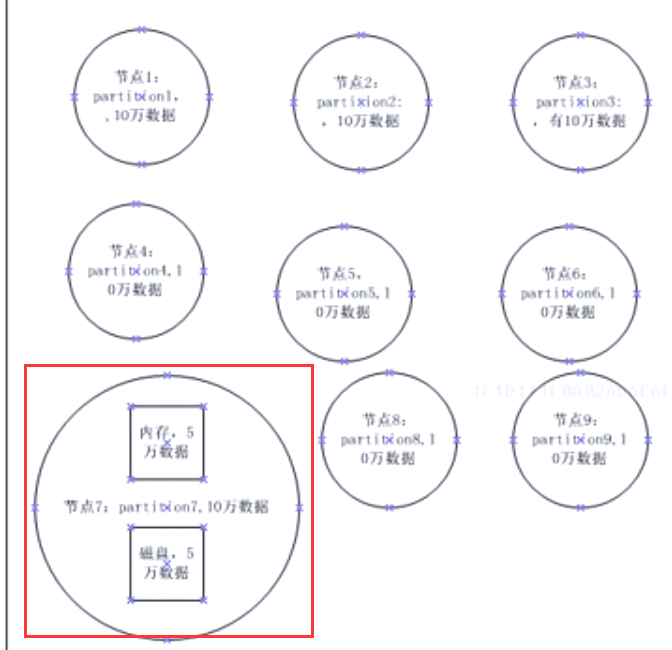 节点1:
partition1,
,10万数据
节点2:
partition2:
, 10万数据
节点3:
partition3:
, 有10万数据
节点4:
partition4,1
0万数据
节点5,
partition5,1
0万数据
节点6:
partition6,1
0万数据
内存, 5
万数据
节点7: partition7,10万数据
磁盘, 5
万数据
节点8:
partition8,1
0万数据
节点9:
partition9,1
0万数据